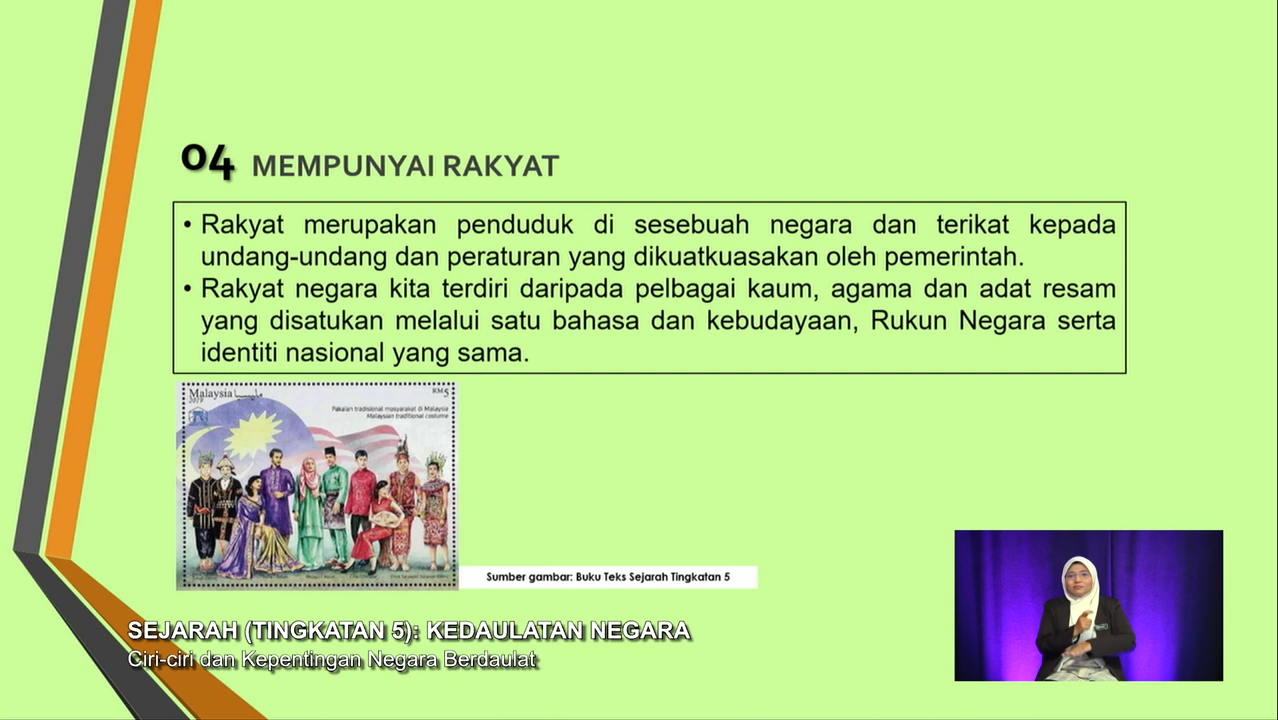 04 MEMPUNYAI RAKYAT
• Rakyat merupakan penduduk di sesebuah negara dan terikat kepada
undang-undang dan peraturan yang dikuatkuasakan oleh pemerintah.
• Rakyat negara kita terdiri daripada pelbagai kaum, agama dan adat resam
yang disatukan melalui satu bahasa dan kebudayaan, Rukun Negara serta
identiti nasional yang sama.
Malaysia مليسيا RM5
2019
Pakaian tradisional masyarakat di Malaysia
Malaysian traditional costume
Sumber gambar: Buku Teks Sejarah Tingkatan 5
SEJARAH (TINGKATAN 5): KEDAULATAN NEGARA
Ciri-ciri dan Kepentingan Negara Berdaulat